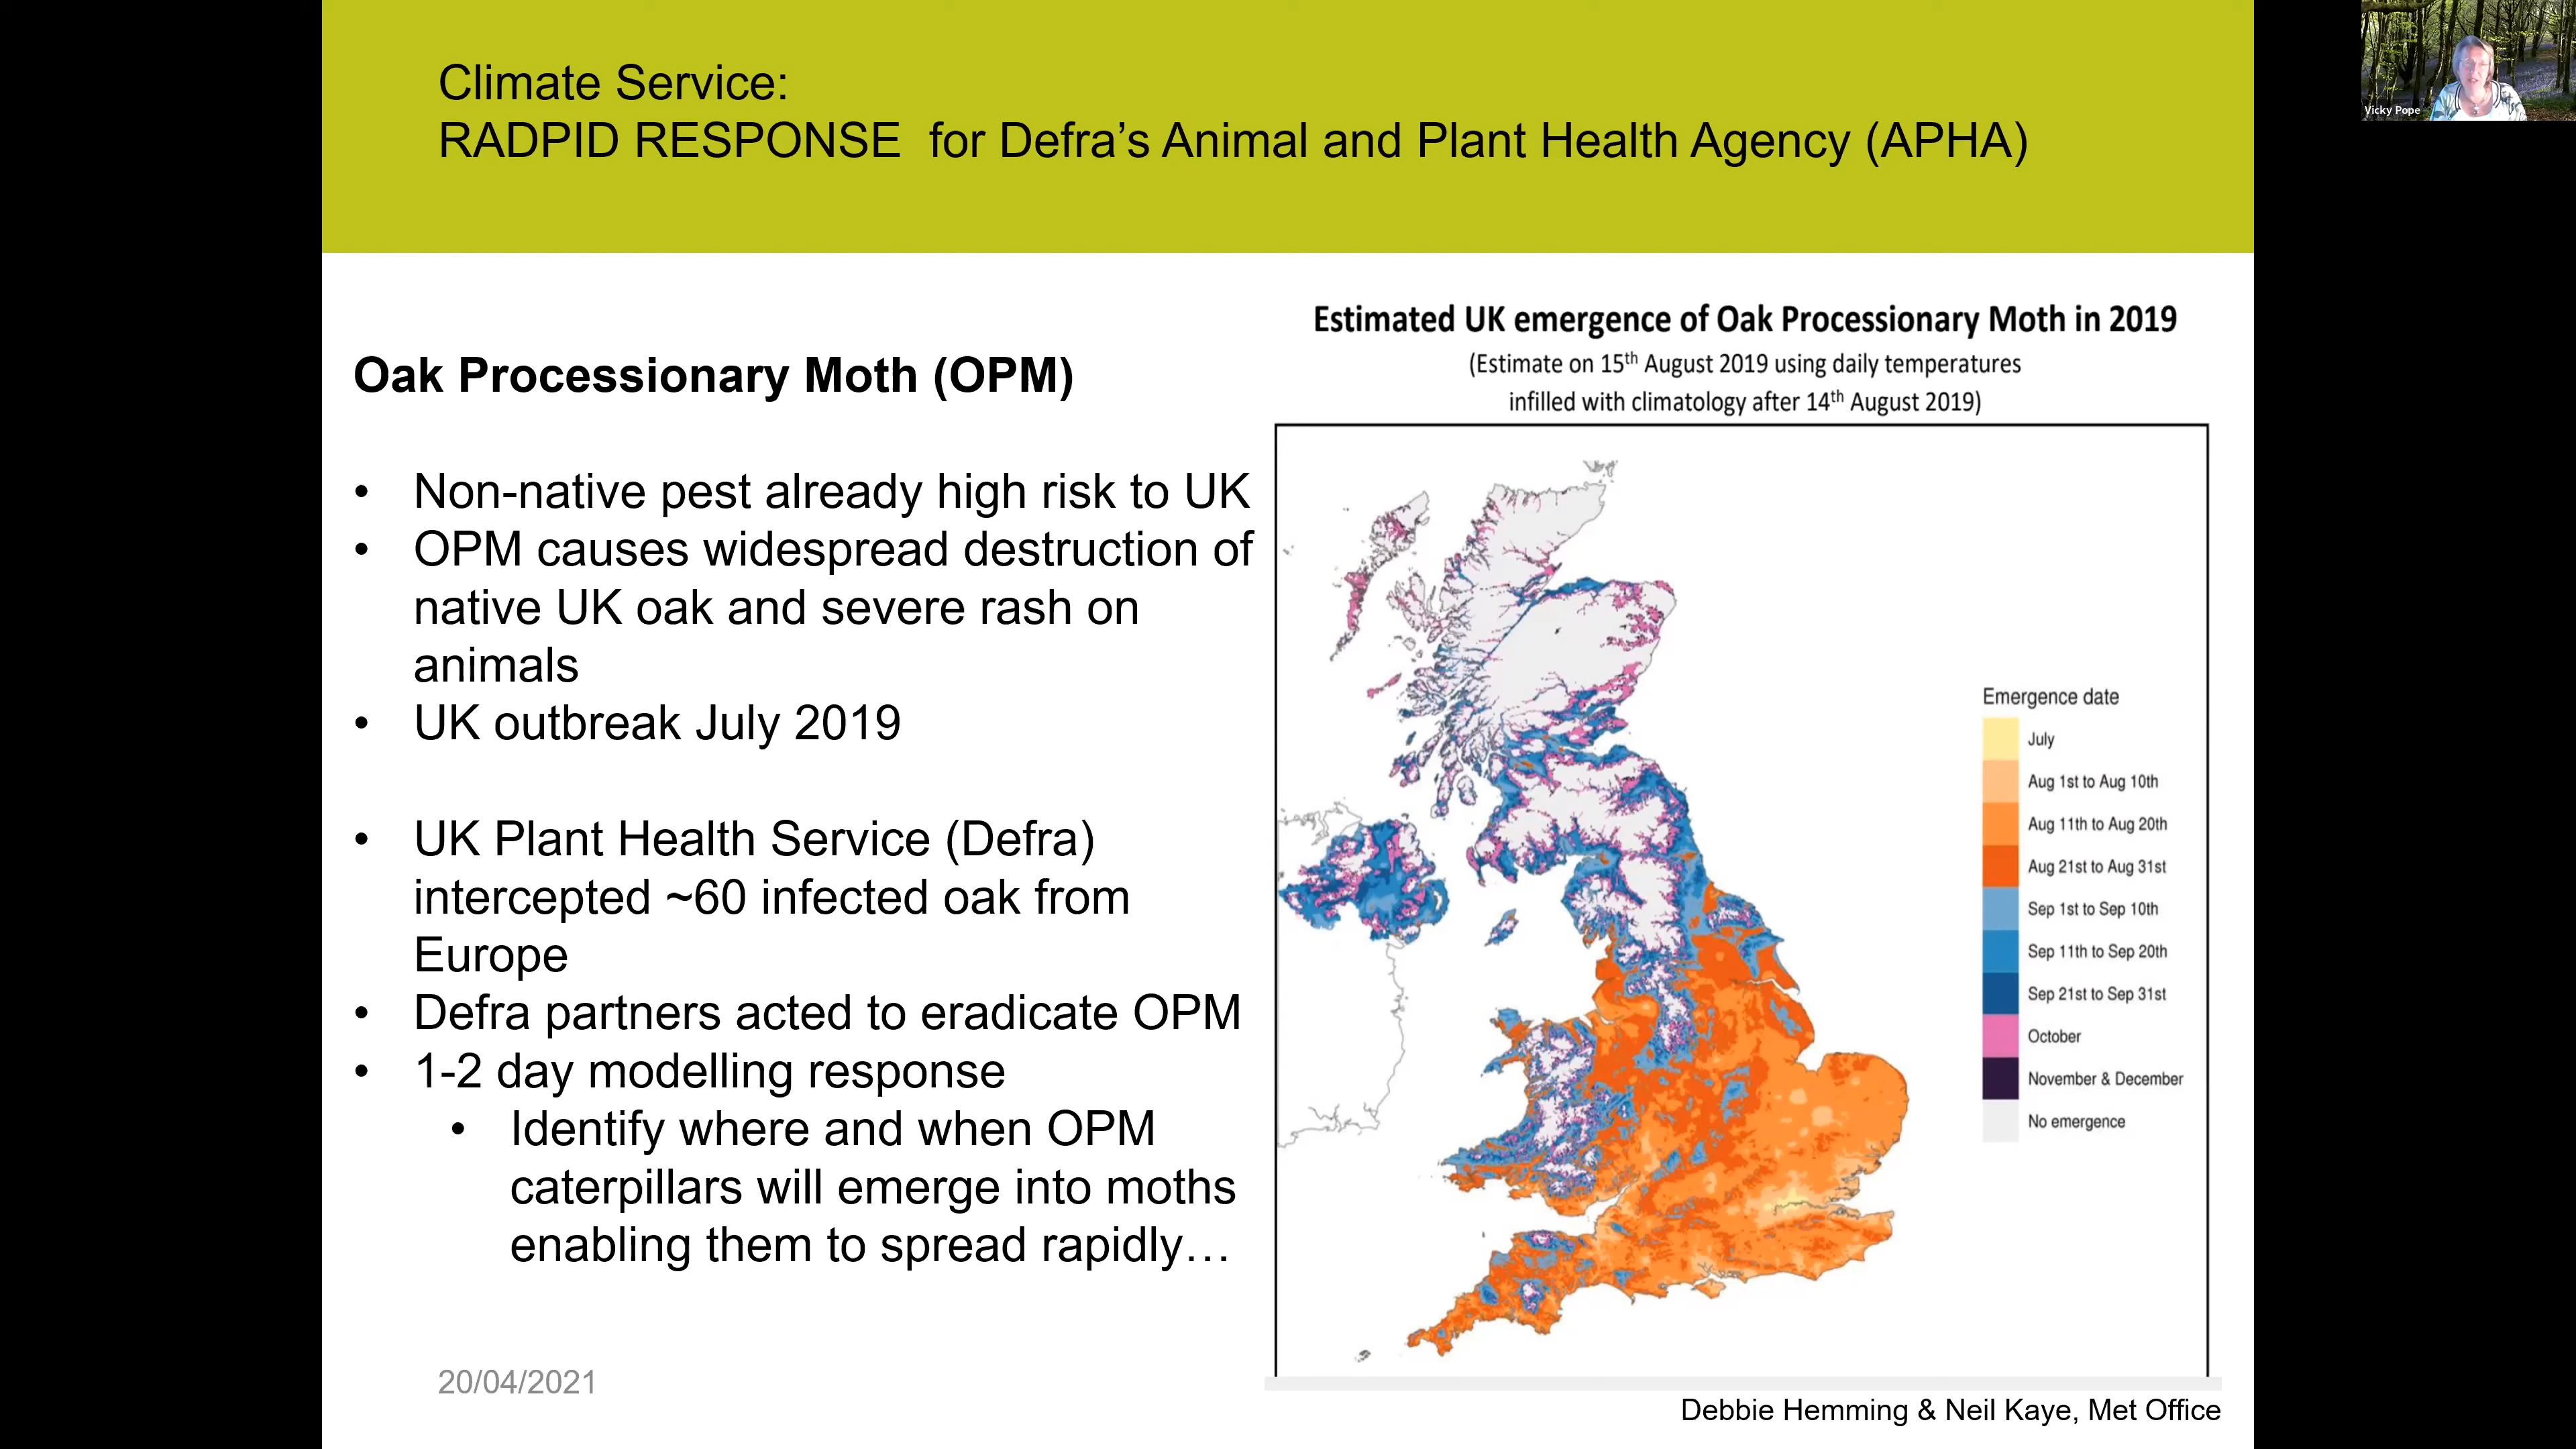 Climate Service:
RADPID RESPONSE for Defra's Animal and Plant Health Agency (APHA)
Vicky Pope
Oak Processionary Moth (OPM)
• Non-native pest already high risk to UK
• OPM causes widespread destruction of
native UK oak and severe rash on
animals
• UK outbreak July 2019
• UK Plant Health Service (Defra)
intercepted ~60 infected oak from
Europe
• Defra partners acted to eradicate OPM
• 1-2 day modelling response
• Identify where and when OPM
caterpillars will emerge into moths
enabling them to spread rapidly…
20/04/2021
Estimated UK emergence of Oak Processionary Moth in 2019
(Estimate on 15th August 2019 using daily temperatures
infilled with climatology after 14th August 2019)
Emergence date
July
Aug 1st to Aug 10th
Aug 11th to Aug 20th
Aug 21st to Aug 31st
Sep 1st to Sep 10th
Sep 11th to Sep 20th
Sep 21st to Sep 31st
October
November & December
No emergence
Debbie Hemming & Neil Kaye, Met Office